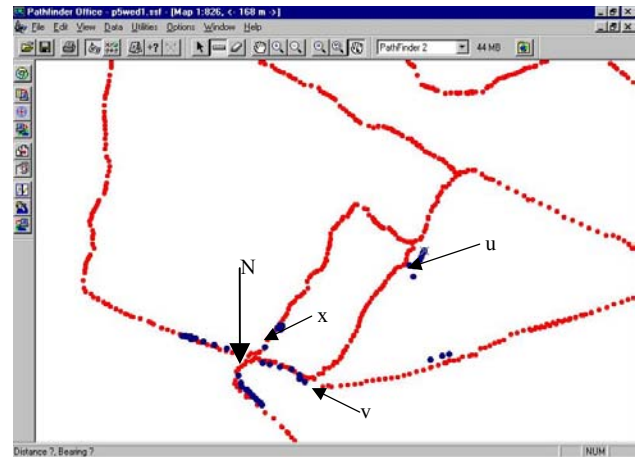 Pathfinder Office - p5wed1.ssf - [Map 1:826, <- 168 m ->]
File Edit View Data Utilities Options Window Help
+? PathFinder 2 44 MB
u
N
x
v
Distance ?, Bearing ? NUM